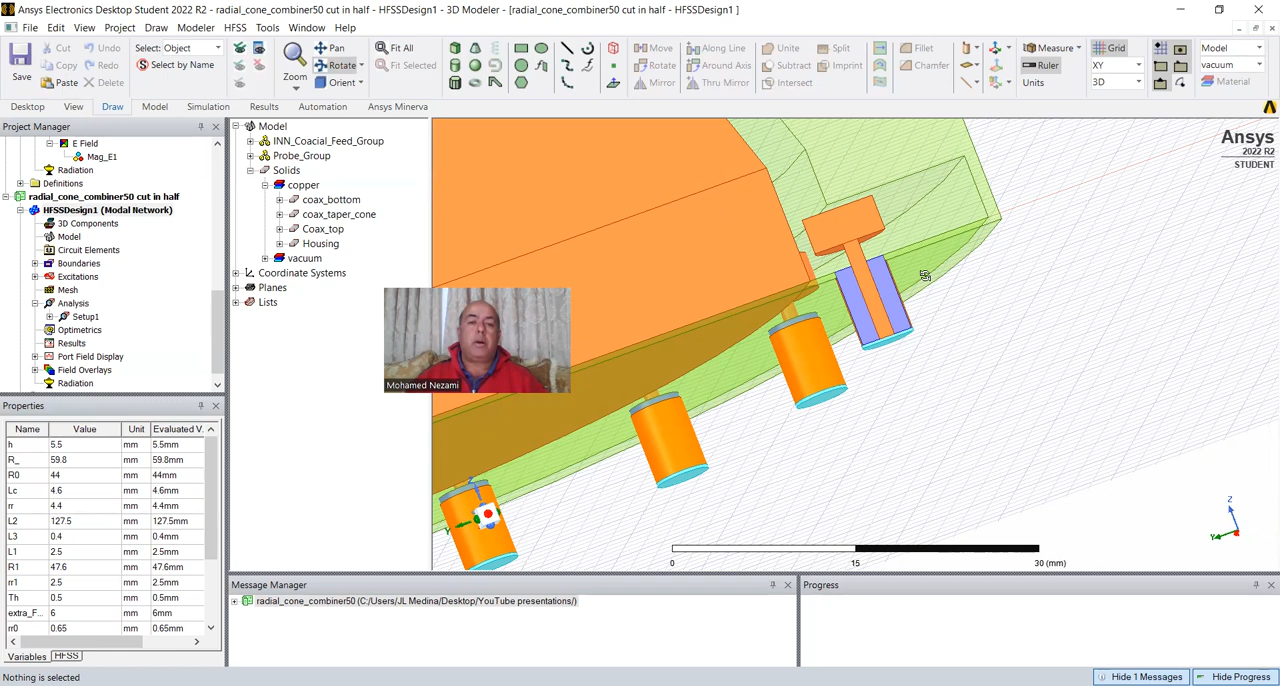 Ansys Electronics Desktop Student 2022 R2 - radial_cone_combiner50 cut in half - HFSSDesign1 - 3D Modeler - [radial_cone_combiner50 cut in half - HFSSDesign1 - Modeler]
File Edit View Project Draw Modeler HFSS Tools Window Help
Save
Cut Undo
Copy Redo
Paste Delete
Select: Object
Select by Name
Zoom
Pan
Rotate
Orient
Fit All
Fit Selected
Move Along Line
Rotate Around Axis
Mirror Thru Mirror
Unite Split
Subtract Imprint
Intersect
Fillet
Chamfer
Measure
Ruler
Units
Grid
XY
3D
Model
vacuum
Material
Desktop View Draw Model Simulation Results Automation Ansys Minerva
Project Manager
E Field
Mag_E1
Radiation
Definitions
radial_cone_combiner50 cut in half
HFSSDesign1 (Modal Network)
3D Components
Model
Circuit Elements
Boundaries
Excitations
Mesh
Analysis
Setup1
Optimetrics
Results
Port Field Display
Field Overlays
Radiation
Properties
Name Value Unit Evaluated V...
h 5.5 mm 5.5mm
R_ 59.8 mm 59.8mm
R0 44 mm 44mm
Lc 4.6 mm 4.6mm
rr 4.4 mm 4.4mm
L2 127.5 mm 127.5mm
L3 0.4 mm 0.4mm
L1 2.5 mm 2.5mm
R1 47.6 mm 47.6mm
rr1 2.5 mm 2.5mm
Th 0.5 mm 0.5mm
extra_F... 6 mm 6mm
rr0 0.65 mm 0.65mm
Variables HFSS
Model
INN_Coacial_Feed_Group
Probe_Group
Solids
copper
coax_bottom
coax_taper_cone
Coax_top
Housing
vacuum
Coordinate Systems
Planes
Lists
Mohamed Nezami
Ansys
2022 R2
STUDENT
Z
Y
Z
Y
0 15 30 (mm)
Message Manager
radial_cone_combiner50 (C:/Users/JL Medina/Desktop/YouTube presentations/)
Progress
Nothing is selected
Hide 1 Messages
Hide Progress